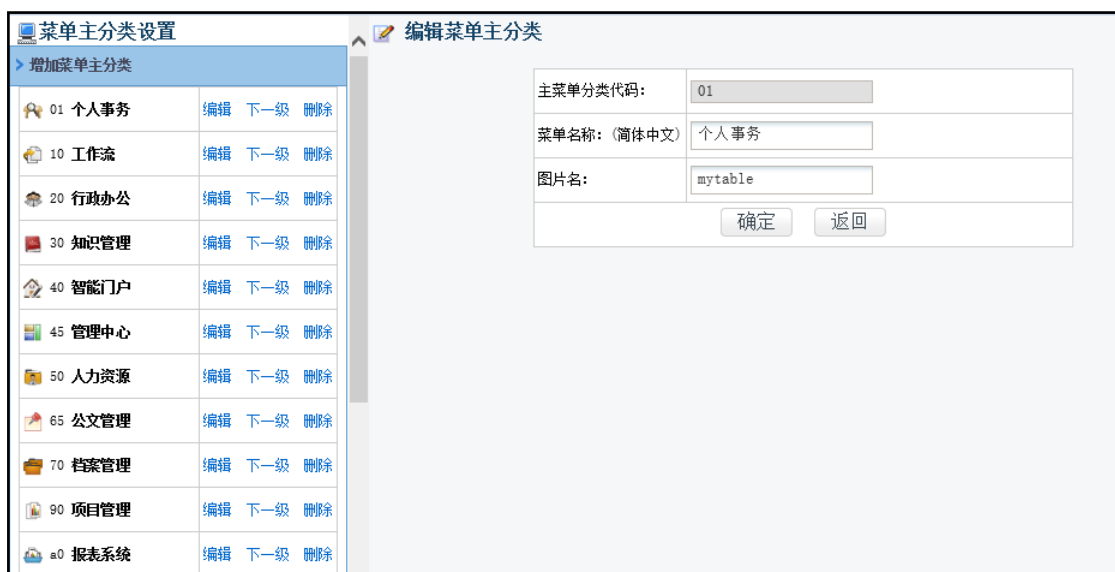 菜单主分类设置
增加菜单主分类
01 个人事务 编辑 下一级 删除
10 工作流 编辑 下一级 删除
20 行政办公 编辑 下一级 删除
30 知识管理 编辑 下一级 删除
40 智能门户 编辑 下一级 删除
45 管理中心 编辑 下一级 删除
50 人力资源 编辑 下一级 删除
65 公文管理 编辑 下一级 删除
70 档案管理 编辑 下一级 删除
90 项目管理 编辑 下一级 删除
a0 报表系统 编辑 下一级 删除
编辑菜单主分类
主菜单分类代码: 01
菜单名称:(简体中文) 个人事务
图片名: mytable
确定 返回